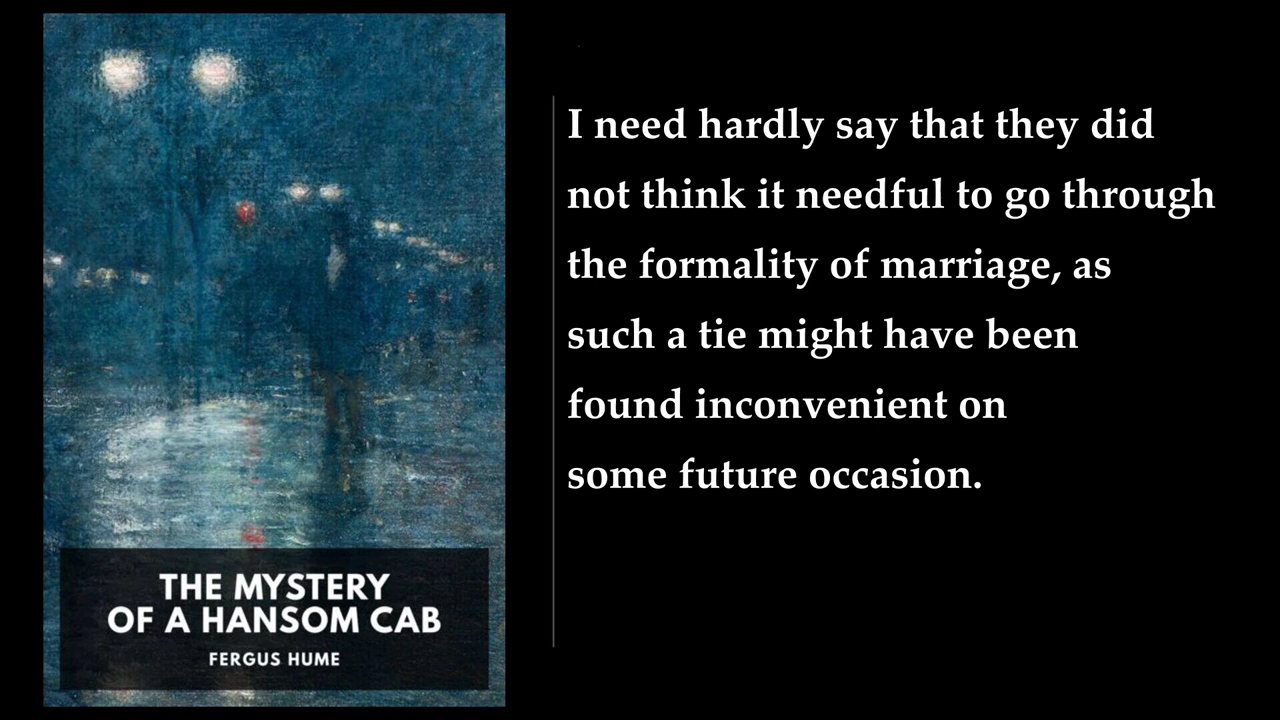 THE MYSTERY
OF A HANSOM CAB
FERGUS HUME
I need hardly say that they did
not think it needful to go through
the formality of marriage, as
such a tie might have been
found inconvenient on
some future occasion.